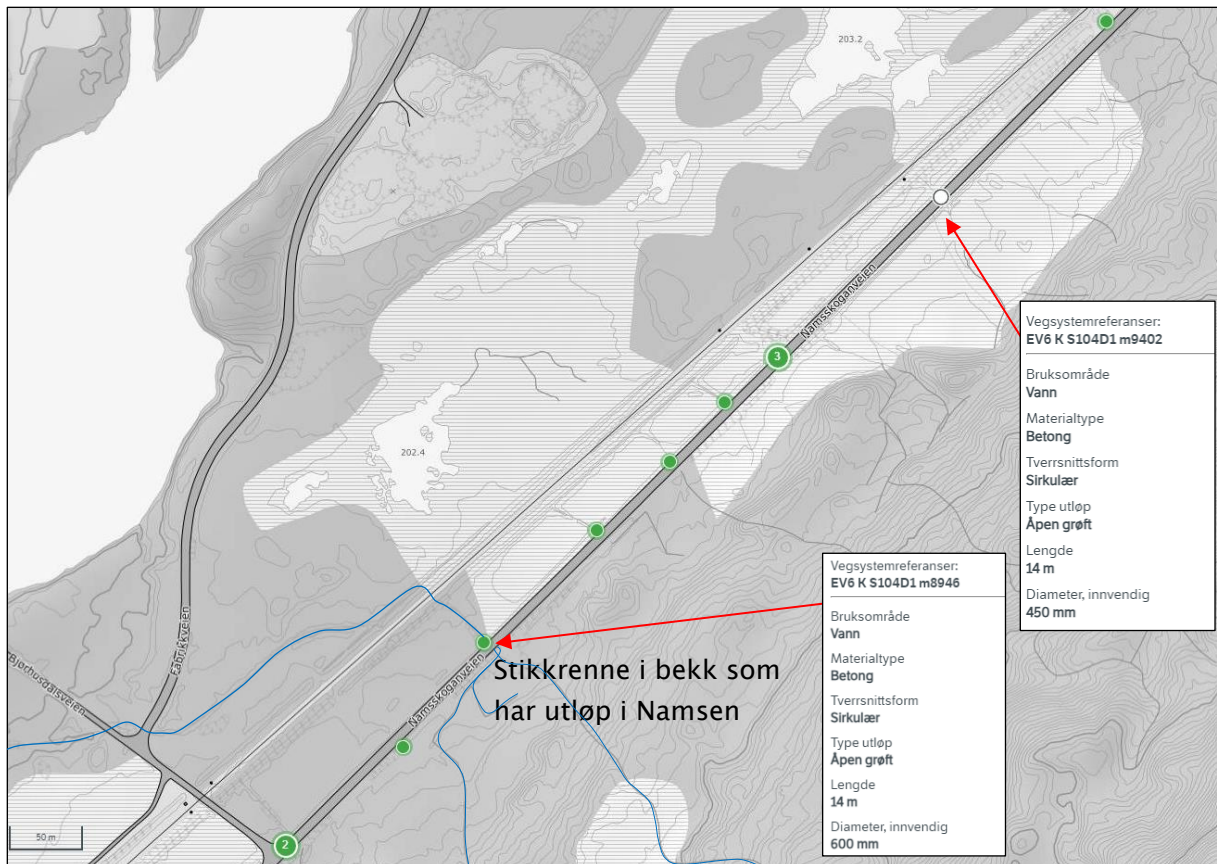 203.2
Namsskoganveien
3
202.4
Vegsystemreferanser:
EV6 K S104D1 m9402
Bruksområde
Vann
Materialtype
Betong
Tverrsnittsform
Sirkulær
Type utløp
Åpen grøft
Lengde
14 m
Diameter, innvendig
450 mm
Vegsystemreferanser:
EV6 K S104D1 m8946
Bruksområde
Vann
Materialtype
Betong
Tverrsnittsform
Sirkulær
Type utløp
Åpen grøft
Lengde
14 m
Diameter, innvendig
600 mm
Stikkrenne i bekk som
har utløp i Namsen
Namsskoganveien
Fabrikkveien
Bjørhusdalsveien
50 m
2